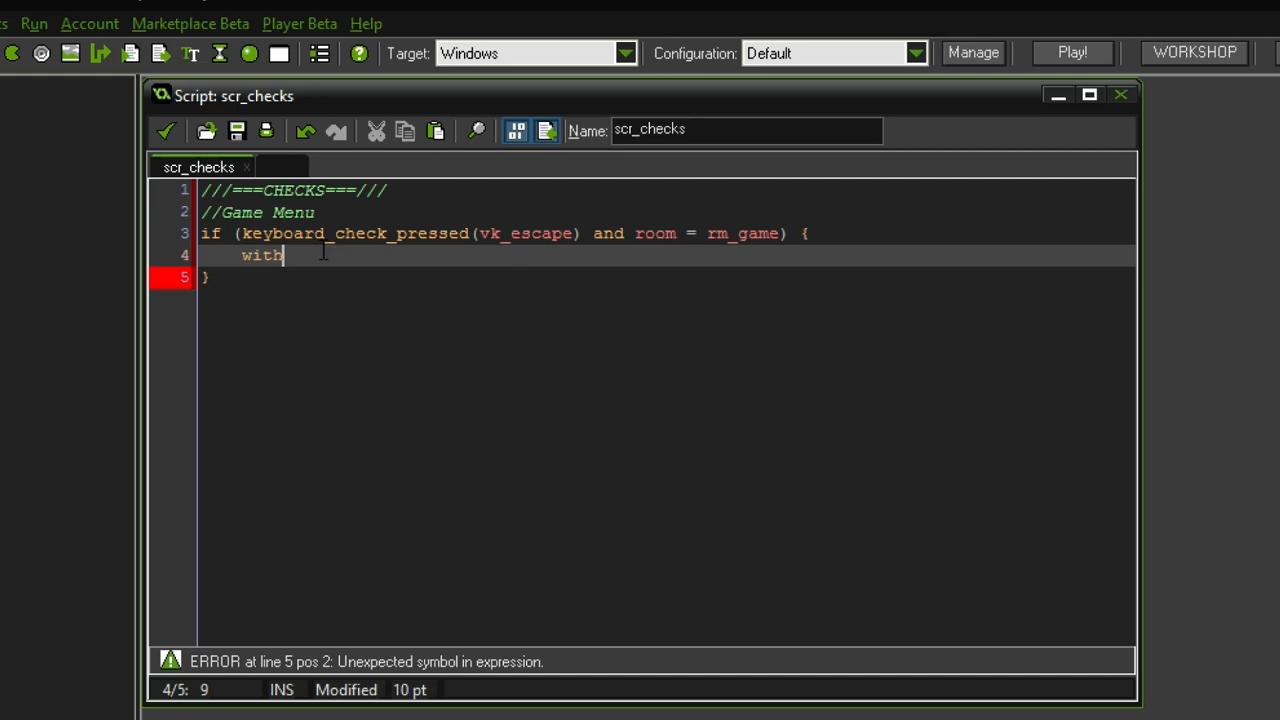 s Run Account Marketplace Beta Player Beta Help
Target: Windows Configuration: Default Manage Play! WORKSHOP
Script: scr_checks
Name: scr_checks
scr_checks
1 ///===CHECKS===///
2 //Game Menu
3 if (keyboard_check_pressed(vk_escape) and room = rm_game) {
4 with
5 }
ERROR at line 5 pos 2: Unexpected symbol in expression.
4/5: 9 INS Modified 10 pt